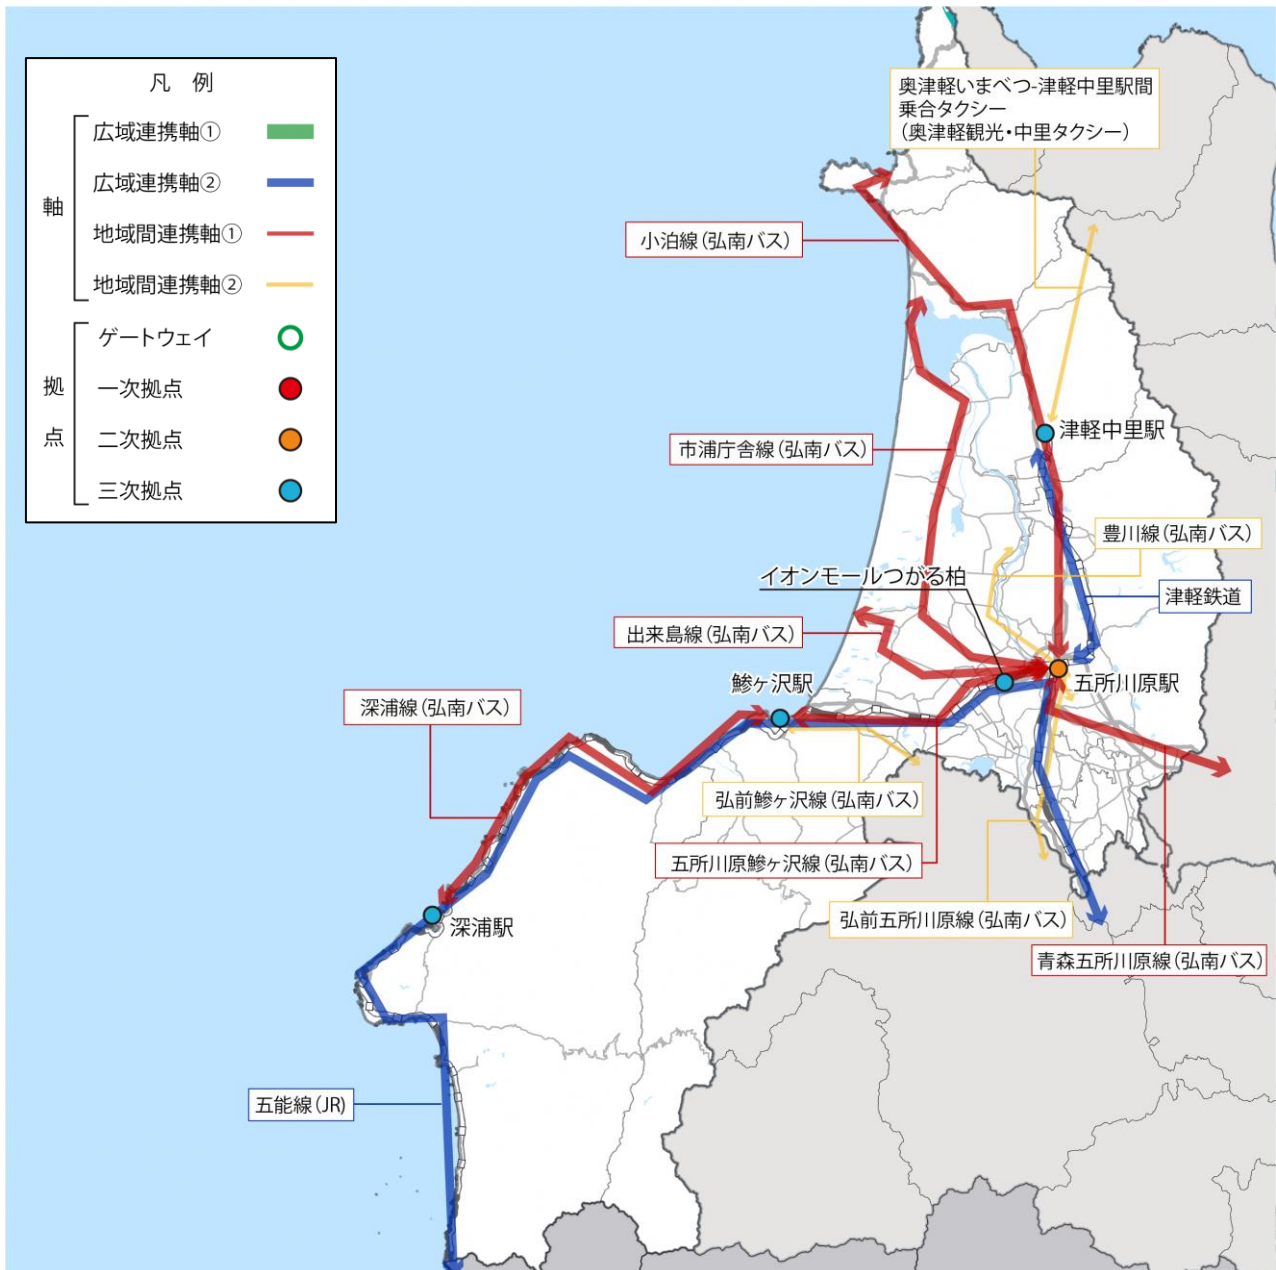 凡 例
軸
広域連携軸①
広域連携軸②
地域間連携軸①
地域間連携軸②
拠点
ゲートウェイ
一次拠点
二次拠点
三次拠点
奥津軽いまべつ-津軽中里駅間
乗合タクシー
（奥津軽観光・中里タクシー）
小泊線（弘南バス）
津軽中里駅
市浦庁舎線（弘南バス）
豊川線（弘南バス）
イオンモールつがる柏
津軽鉄道
出来島線（弘南バス）
鰺ヶ沢駅
五所川原駅
深浦線（弘南バス）
弘前鰺ヶ沢線（弘南バス）
五所川原鰺ヶ沢線（弘南バス）
弘前五所川原線（弘南バス）
深浦駅
青森五所川原線（弘南バス）
五能線（JR）